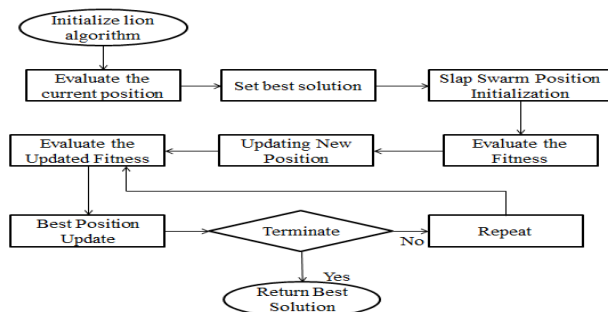 Initialize lion
algorithm
Evaluate the
current position
Set best solution
Slap Swarm Position
Initialization
Evaluate the
Updated Fitness
Updating New
Position
Evaluate the
Fitness
Best Position
Update
Terminate
No
Repeat
Yes
Return Best
Solution